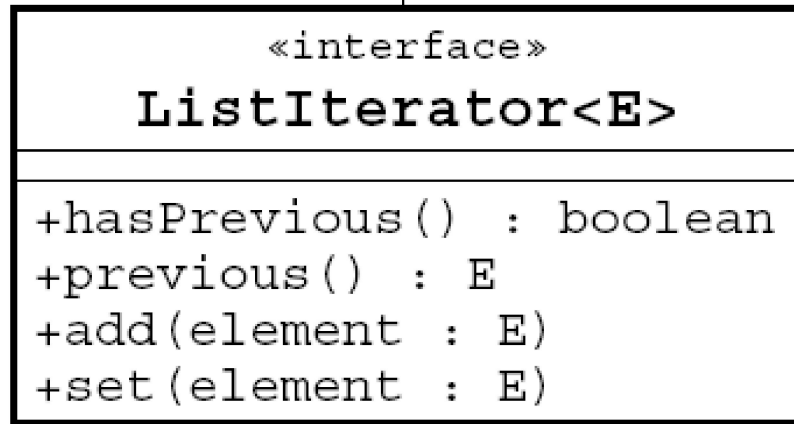 «interface»
ListIterator<E>
+hasPrevious() : boolean
+previous() : E
+add(element : E)
+set(element : E)